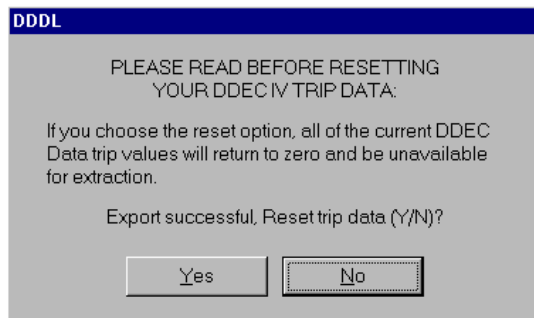 DDDL
PLEASE READ BEFORE RESETTING
YOUR DDEC IV TRIP DATA:
If you choose the reset option, all of the current DDEC
Data trip values will return to zero and be unavailable
for extraction.
Export successful, Reset trip data (Y/N)?
Yes
No